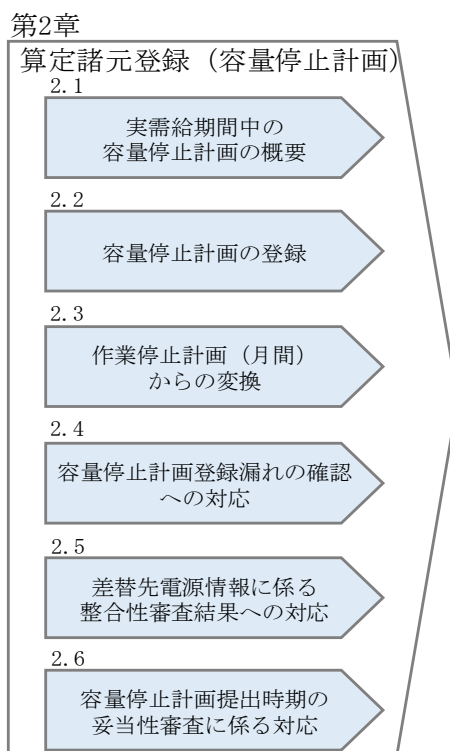 第2章
算定諸元登録（容量停止計画）
2.1
実需給期間中の
容量停止計画の概要
2.2
容量停止計画の登録
2.3
作業停止計画（月間）
からの変換
2.4
容量停止計画登録漏れの確認
への対応
2.5
差替先電源情報に係る
整合性審査結果への対応
2.6
容量停止計画提出時期の
妥当性審査に係る対応